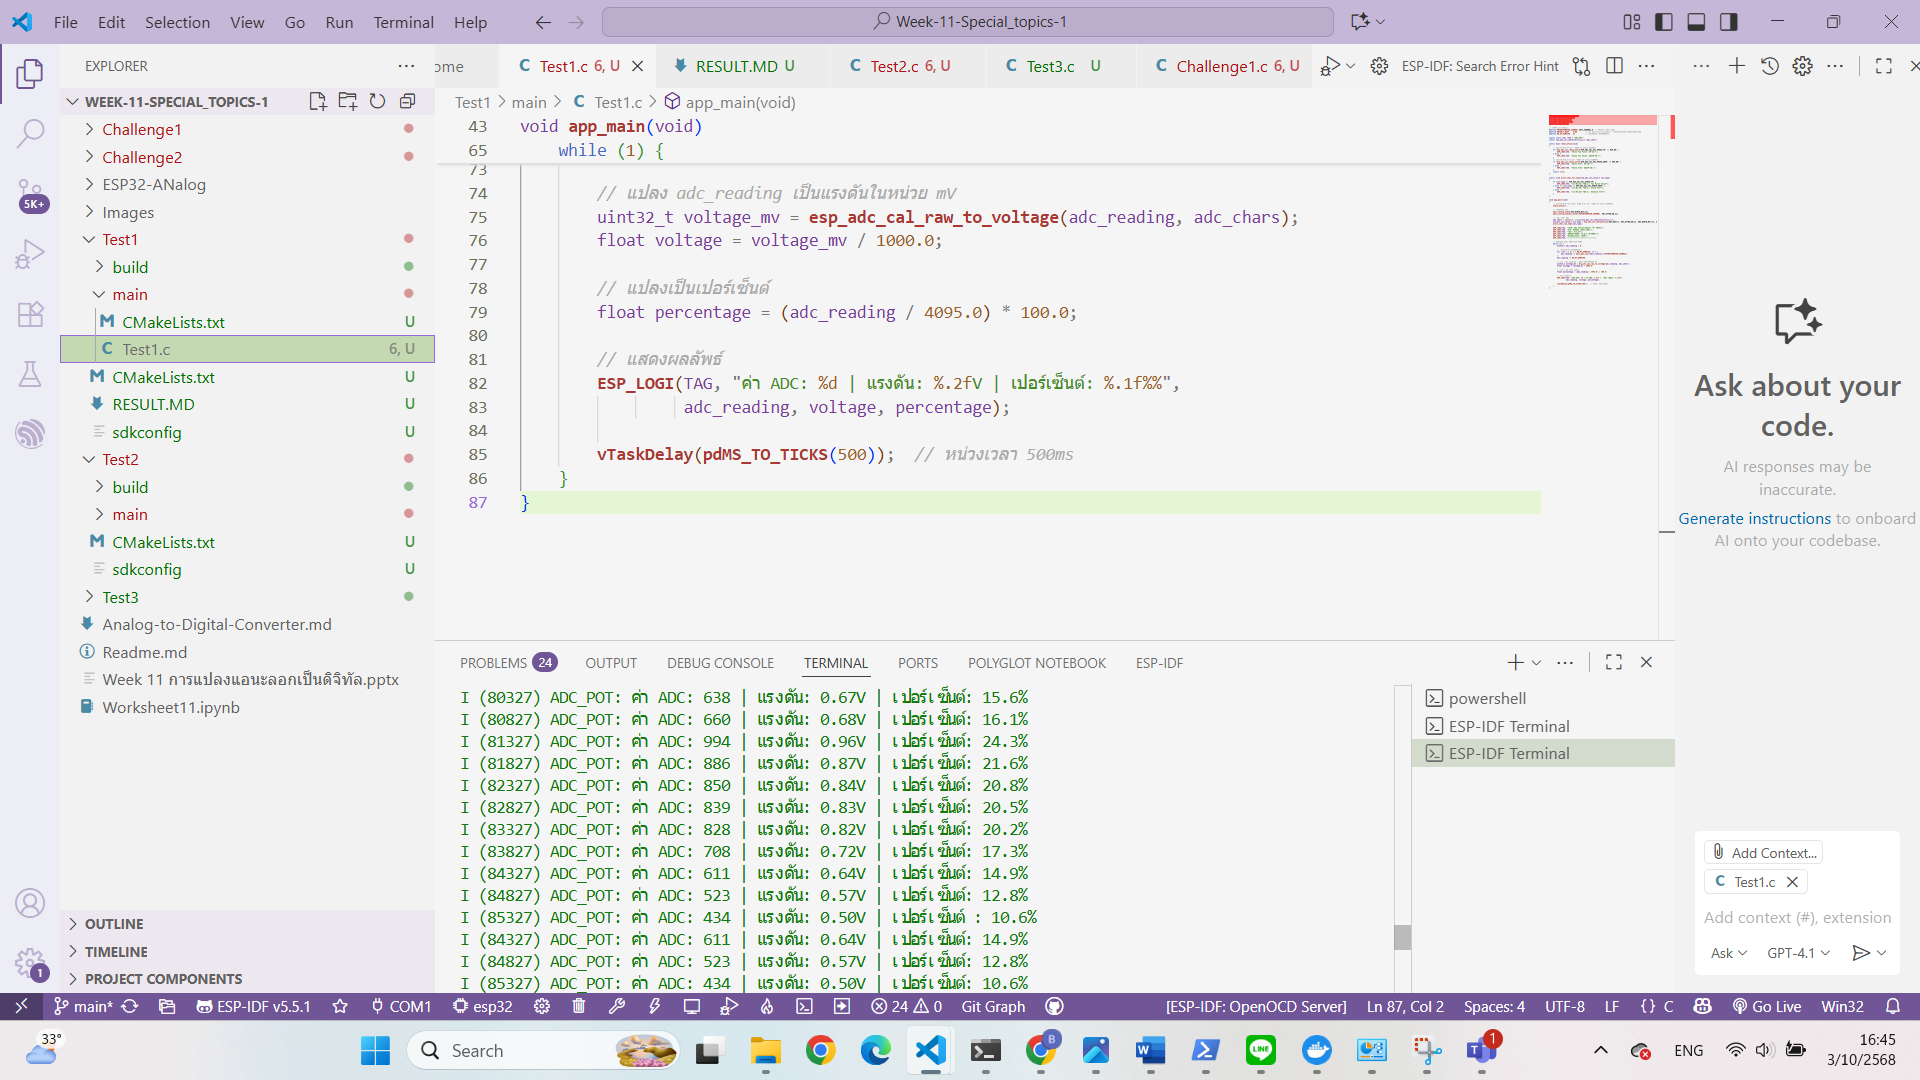 File Edit Selection View Go Run Terminal Help
Week-11-Special_topics-1
EXPLORER
WEEK-11-SPECIAL_TOPICS-1
Challenge1
Challenge2
ESP32-ANalog
Images
Test1
build
main
CMakeLists.txt U
Test1.c 6, U
CMakeLists.txt U
RESULT.MD U
sdkconfig U
Test2
build
main
CMakeLists.txt U
sdkconfig U
Test3
Analog-to-Digital-Converter.md
Readme.md
Week 11 การแปลงแอนะลอกเป็นดิจิทัล.pptx
Worksheet11.ipynb
OUTLINE
TIMELINE
PROJECT COMPONENTS
5K+
1
ome
Test1.c 6, U
RESULT.MD U
Test2.c 6, U
Test3.c U
Challenge1.c 6, U
ESP-IDF: Search Error Hint
Test1 > main > C Test1.c > app_main(void)
43 void app_main(void)
65 while (1) {
73
74 // แปลง adc_reading เป็นแรงดันในหน่วย mV
75 uint32_t voltage_mv = esp_adc_cal_raw_to_voltage(adc_reading, adc_chars);
76 float voltage = voltage_mv / 1000.0;
77
78 // แปลงเป็นเปอร์เซ็นต์
79 float percentage = (adc_reading / 4095.0) * 100.0;
80
81 // แสดงผลลัพธ์
82 ESP_LOGI(TAG, "ค่า ADC: %d | แรงดัน: %.2fV | เปอร์เซ็นต์: %.1f%%",
83 adc_reading, voltage, percentage);
84
85 vTaskDelay(pdMS_TO_TICKS(500)); // หน่วงเวลา 500ms
86 }
87 }
PROBLEMS 24 OUTPUT DEBUG CONSOLE TERMINAL PORTS POLYGLOT NOTEBOOK ESP-IDF
I (80327) ADC_POT: ค่า ADC: 638 | แรงดัน: 0.67V | เปอร์เซ็นต์: 15.6%
I (80827) ADC_POT: ค่า ADC: 660 | แรงดัน: 0.68V | เปอร์เซ็นต์: 16.1%
I (81327) ADC_POT: ค่า ADC: 994 | แรงดัน: 0.96V | เปอร์เซ็นต์: 24.3%
I (81827) ADC_POT: ค่า ADC: 886 | แรงดัน: 0.87V | เปอร์เซ็นต์: 21.6%
I (82327) ADC_POT: ค่า ADC: 850 | แรงดัน: 0.84V | เปอร์เซ็นต์: 20.8%
I (82827) ADC_POT: ค่า ADC: 839 | แรงดัน: 0.83V | เปอร์เซ็นต์: 20.5%
I (83327) ADC_POT: ค่า ADC: 828 | แรงดัน: 0.82V | เปอร์เซ็นต์: 20.2%
I (83827) ADC_POT: ค่า ADC: 708 | แรงดัน: 0.72V | เปอร์เซ็นต์: 17.3%
I (84327) ADC_POT: ค่า ADC: 611 | แรงดัน: 0.64V | เปอร์เซ็นต์: 14.9%
I (84827) ADC_POT: ค่า ADC: 523 | แรงดัน: 0.57V | เปอร์เซ็นต์: 12.8%
I (85327) ADC_POT: ค่า ADC: 434 | แรงดัน: 0.50V | เปอร์เซ็นต์ : 10.6%
I (84327) ADC_POT: ค่า ADC: 611 | แรงดัน: 0.64V | เปอร์เซ็นต์: 14.9%
I (84827) ADC_POT: ค่า ADC: 523 | แรงดัน: 0.57V | เปอร์เซ็นต์: 12.8%
I (85327) ADC_POT: ค่า ADC: 434 | แรงดัน: 0.50V | เปอร์เซ็นต์: 10.6%
powershell
ESP-IDF Terminal
ESP-IDF Terminal
Ask about your
code.
AI responses may be
inaccurate.
Generate instructions to onboard
AI onto your codebase.
Add Context...
C Test1.c
Add context (#), extension
Ask GPT-4.1
main* ESP-IDF v5.5.1 COM1 esp32 24 0 Git Graph [ESP-IDF: OpenOCD Server] Ln 87, Col 2 Spaces: 4 UTF-8 LF {} C Go Live Win32
33°
Search
B
LINE
1
ENG
16:45
3/10/2568